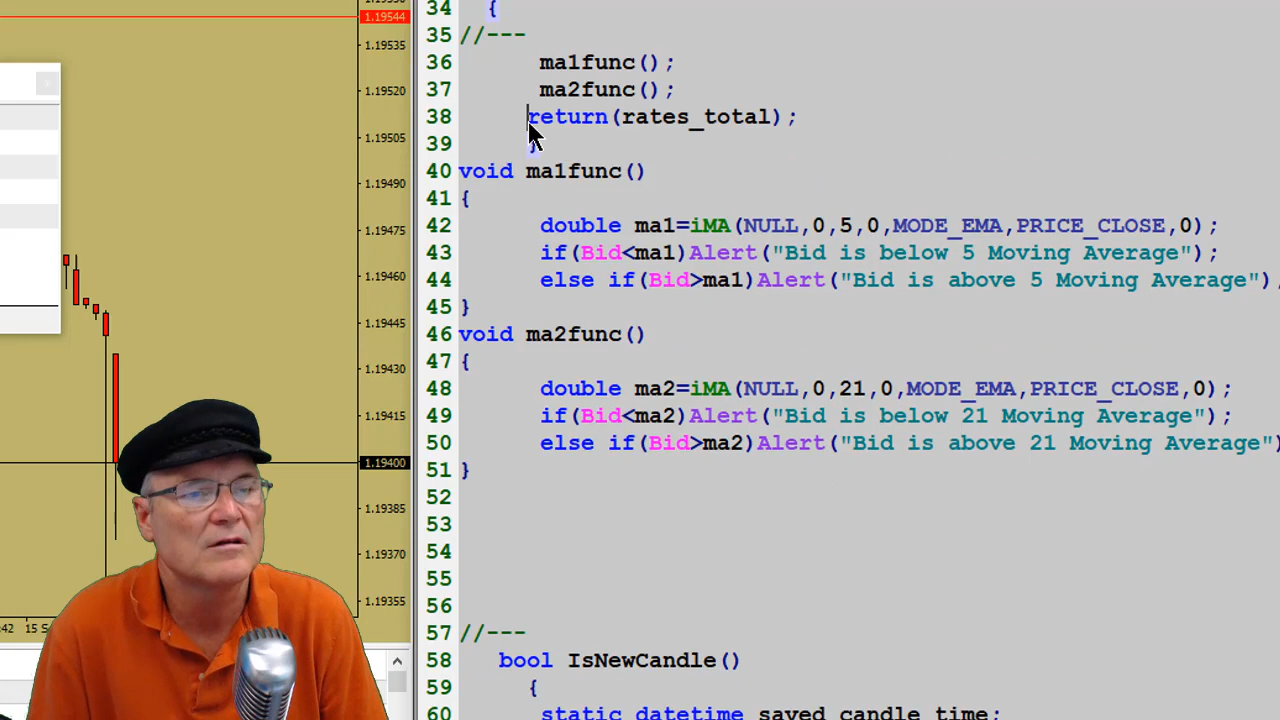 1.19544
1.19535
1.19520
1.19505
1.19490
1.19475
1.19460
1.19445
1.19430
1.19415
1.19400
1.19385
1.19370
1.19355
:42
34 {
35 //---
36 ma1func();
37 ma2func();
38 return(rates_total);
39 }
40 void ma1func()
41 {
42 double ma1=iMA(NULL,0,5,0,MODE_EMA,PRICE_CLOSE,0);
43 if(Bid<ma1)Alert("Bid is below 5 Moving Average");
44 else if(Bid>ma1)Alert("Bid is above 5 Moving Average")
45 }
46 void ma2func()
47 {
48 double ma2=iMA(NULL,0,21,0,MODE_EMA,PRICE_CLOSE,0);
49 if(Bid<ma2)Alert("Bid is below 21 Moving Average");
50 else if(Bid>ma2)Alert("Bid is above 21 Moving Average"
51 }
52
53
54
55
56
57 //---
58 bool IsNewCandle()
59 {
60 static datetime saved_candle_time;